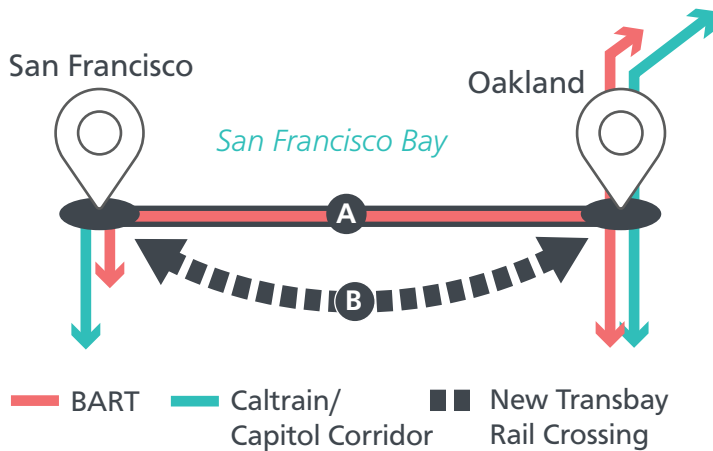 San Francisco
Oakland
San Francisco Bay
A
B
BART
Caltrain/
Capitol Corridor
New Transbay
Rail Crossing